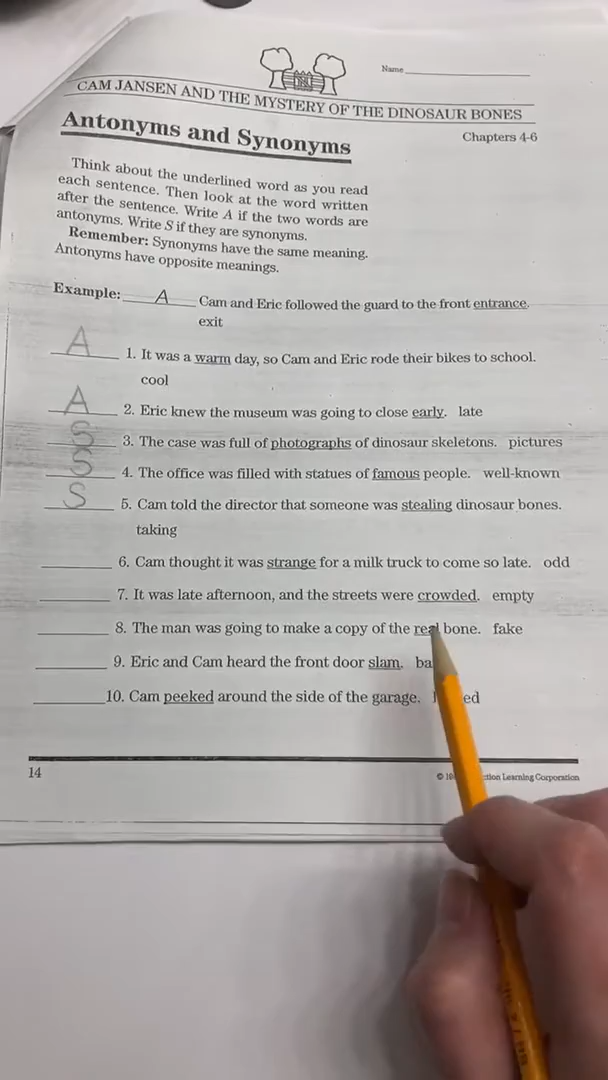 Name
CAM JANSEN AND THE MYSTERY OF THE DINOSAUR BONES
Antonyms and Synonyms
Chapters 4-6
Think about the underlined word as you read
each sentence. Then look at the word written
after the sentence. Write A if the two words are
antonyms. Write S if they are synonyms.
Remember: Synonyms have the same meaning.
Antonyms have opposite meanings.
Example: A Cam and Eric followed the guard to the front entrance.
exit
A 1. It was a warm day, so Cam and Eric rode their bikes to school.
cool
A 2. Eric knew the museum was going to close early. late
S 3. The case was full of photographs of dinosaur skeletons. pictures
S 4. The office was filled with statues of famous people. well-known
S 5. Cam told the director that someone was stealing dinosaur bones.
taking
6. Cam thought it was strange for a milk truck to come so late. odd
7. It was late afternoon, and the streets were crowded. empty
8. The man was going to make a copy of the real bone. fake
9. Eric and Cam heard the front door slam.
10. Cam peeked around the side of the garage.
14
© Learning Corporation